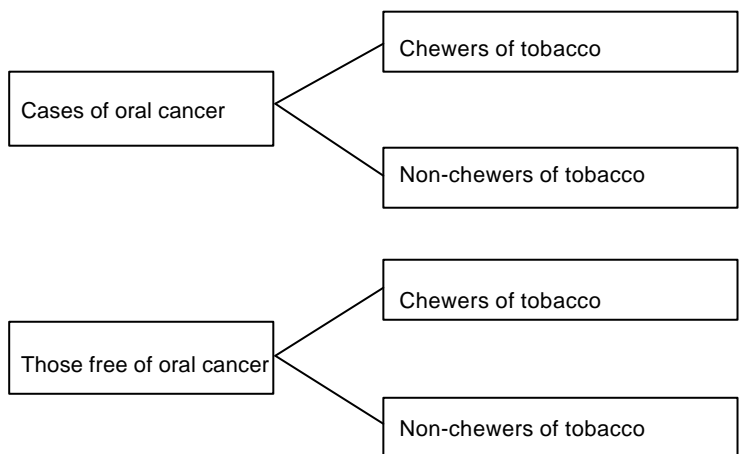 Chewers of tobacco
Cases of oral cancer
Non-chewers of tobacco
Chewers of tobacco
Those free of oral cancer
Non-chewers of tobacco